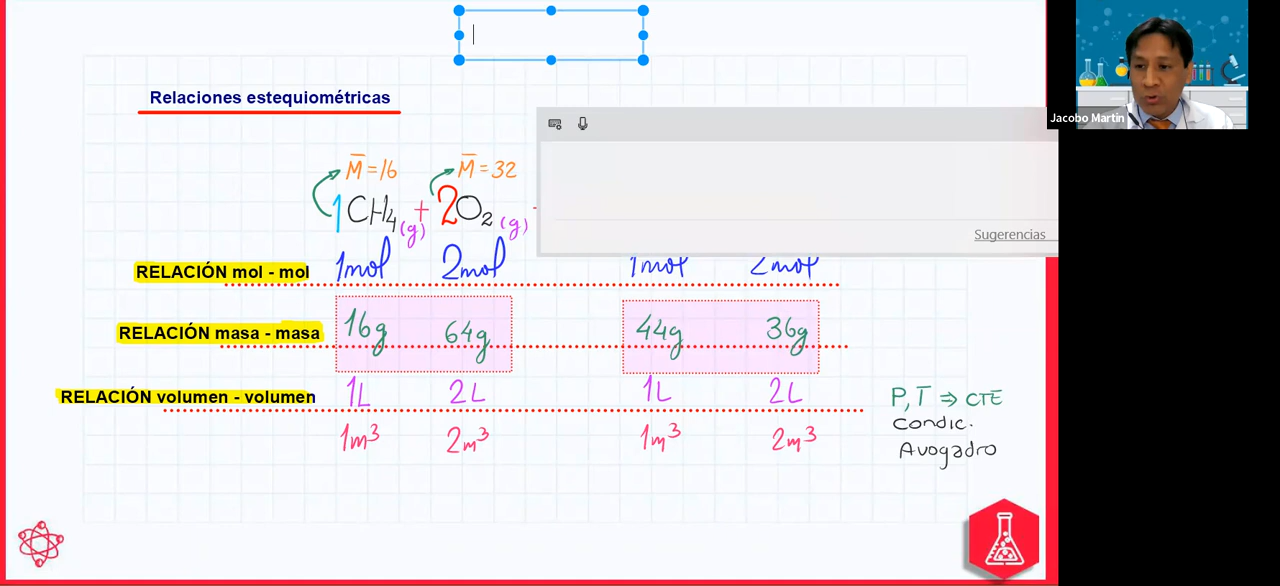 Relaciones estequiométricas
Jacobo Martín
M̅ = 16 M̅ = 32
1CH₄(g) + 2O₂(g)
Sugerencias
RELACIÓN mol - mol 1mol 2mol 1mol 2mol
RELACIÓN masa - masa 16g 64g 44g 36g
RELACIÓN volumen - volumen 1L 2L 1L 2L P, T ⇒ CTE
Condic.
1m³ 2m³ 1m³ 2m³ Avogadro